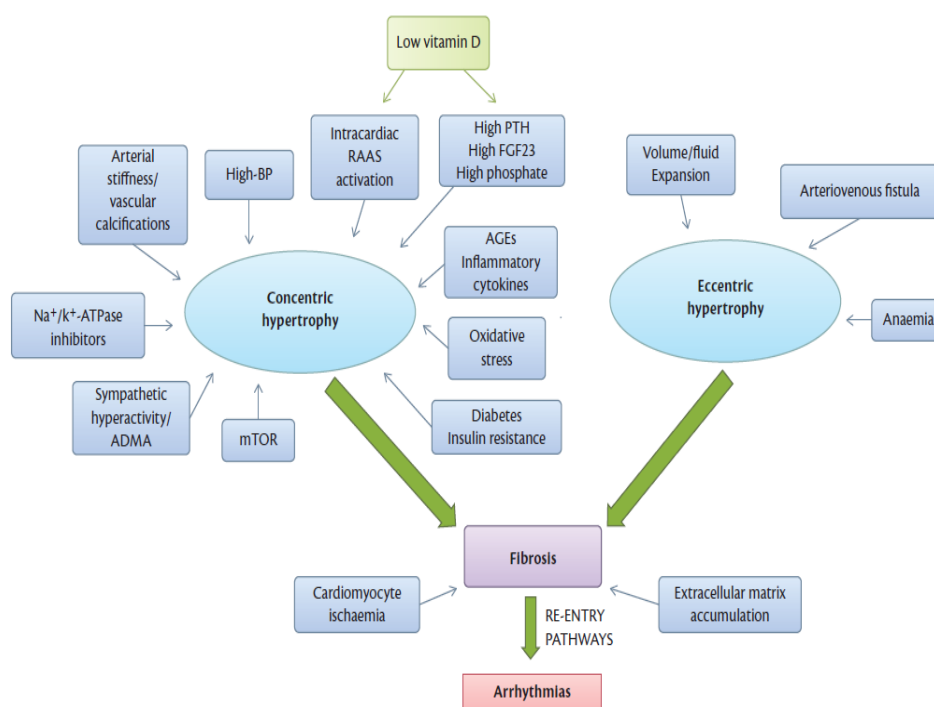 Low vitamin D
Arterial
stiffness/
vascular
calcifications
High-BP
Intracardiac
RAAS
activation
High PTH
High FGF23
High phosphate
Volume/fluid
Expansion
Arteriovenous fistula
AGEs
Inflammatory
cytokines
Concentric
hypertrophy
Eccentric
hypertrophy
Na⁺/k⁺-ATPase
inhibitors
Oxidative
stress
Anaemia
Sympathetic
hyperactivity/
ADMA
mTOR
Diabetes
Insulin resistance
Fibrosis
Cardiomyocyte
ischaemia
Extracellular matrix
accumulation
RE-ENTRY
PATHWAYS
Arrhythmias